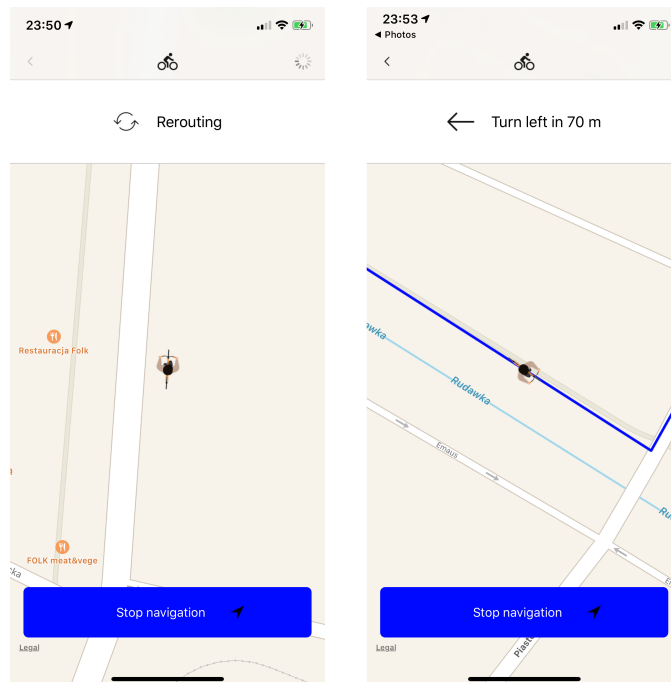 23:50
Rerouting
Restauracja Folk
FOLK meat&vege
Stop navigation
Legal
23:53
◀ Photos
Turn left in 70 m
Rudawka
Emaus
Stop navigation
Legal